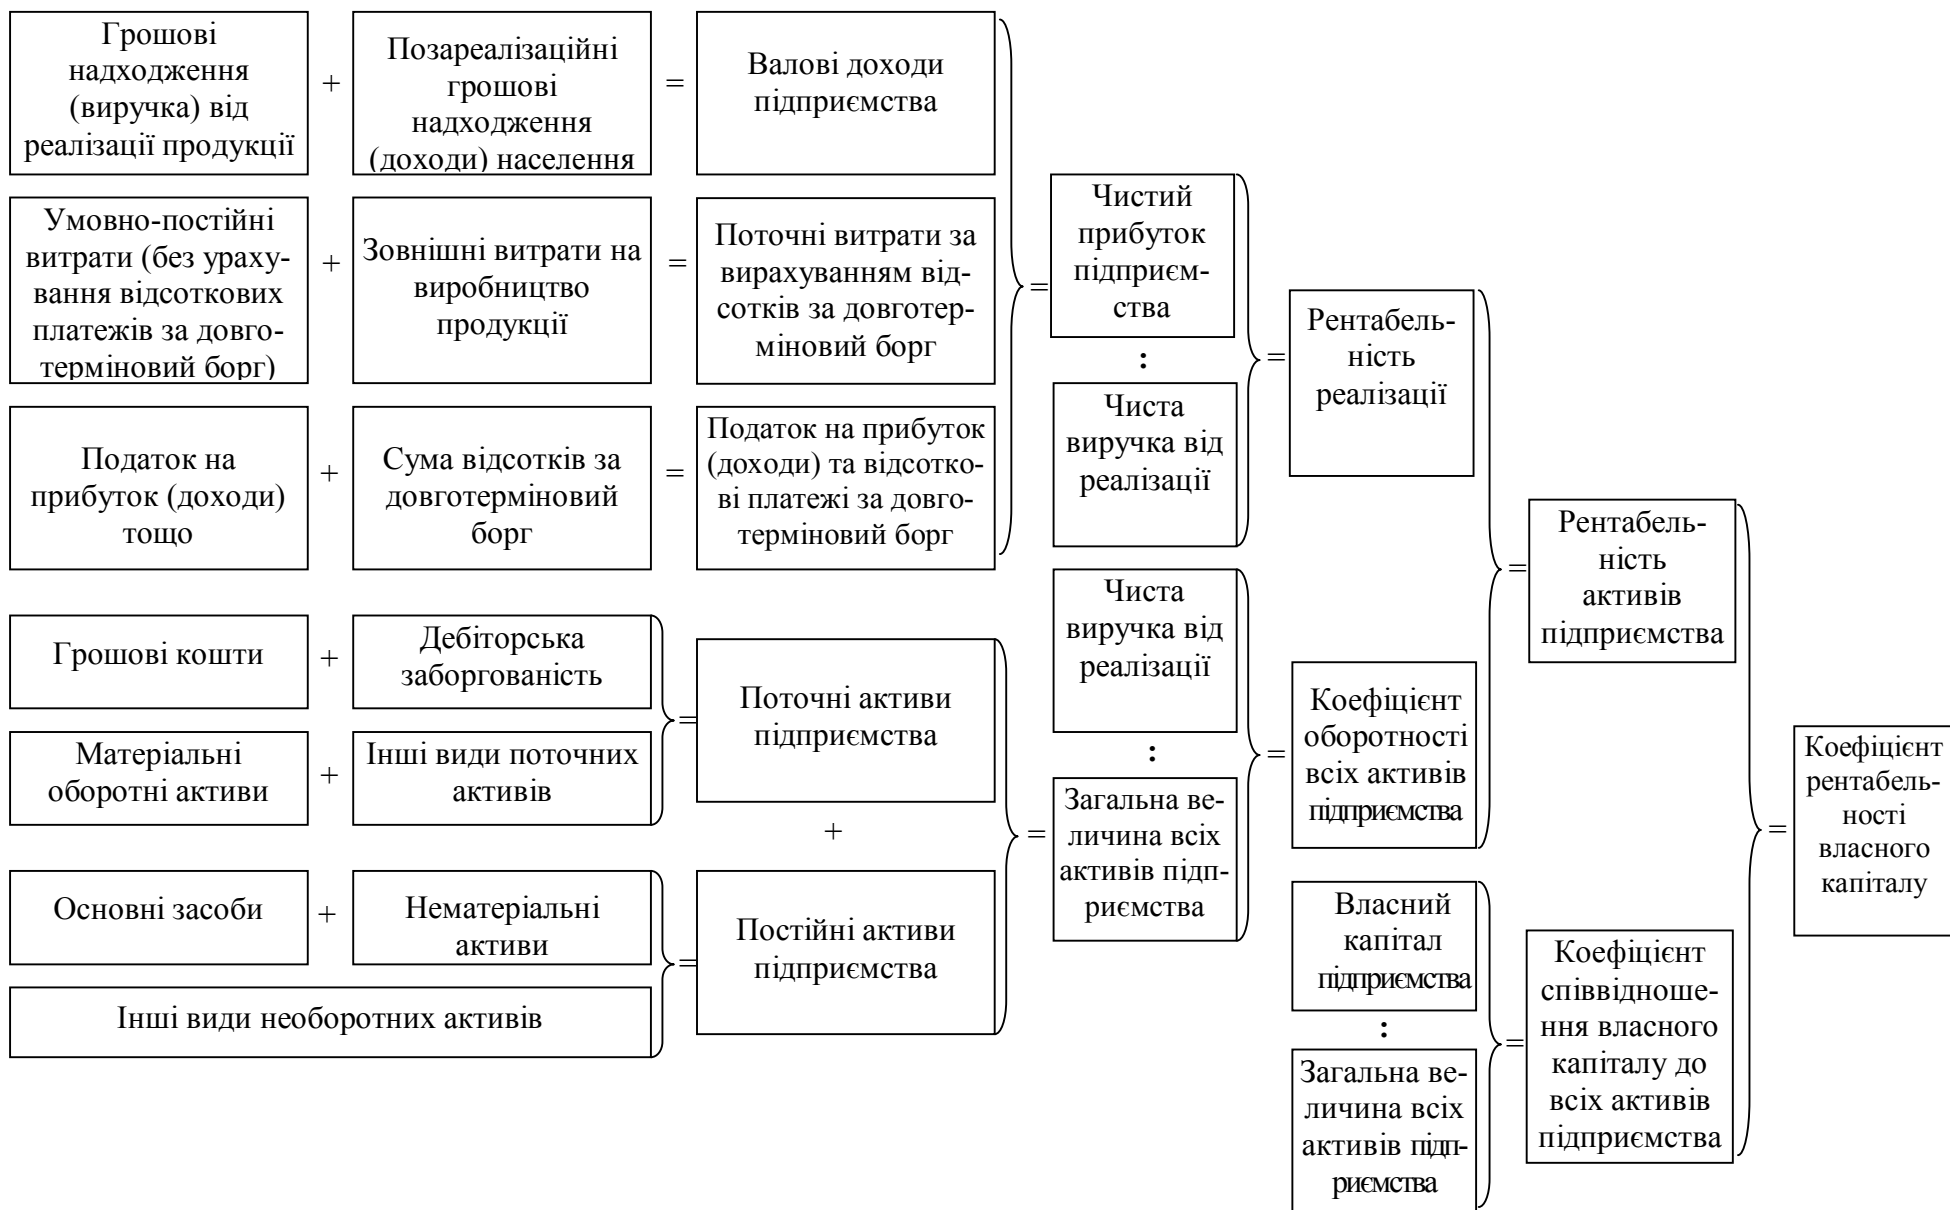 Грошові
надходження
(виручка) від
реалізації продукції
+
Позареалізаційні
грошові
надходження
(доходи) населення
=
Валові доходи
підприємства
Умовно-постійні
витрати (без ураху-
вання відсоткових
платежів за довго-
терміновий борг)
+
Зовнішні витрати на
виробництво
продукції
=
Поточні витрати за
вирахуванням від-
сотків за довготер-
міновий борг
Податок на
прибуток (доходи)
тощо
+
Сума відсотків за
довготерміновий
борг
=
Податок на прибуток
(доходи) та відсотко-
ві платежі за довго-
терміновий борг
=
Чистий
прибуток
підприєм-
ства
:
Чиста
виручка від
реалізації
=
Рентабель-
ність
реалізації
Грошові кошти
+
Дебіторська
заборгованість
Матеріальні
оборотні активи
+
Інші види поточних
активів
=
Поточні активи
підприємства
+
Основні засоби
+
Нематеріальні
активи
Інші види необоротних активів
=
Постійні активи
підприємства
=
Чиста
виручка від
реалізації
:
Загальна ве-
личина всіх
активів підп-
риємства
=
Коефіцієнт
оборотності
всіх активів
підприємства
=
Рентабель-
ність
активів
підприємства
Власний
капітал
підприємства
:
Загальна ве-
личина всіх
активів підп-
риємства
=
Коефіцієнт
співвідноше-
ння власного
капіталу до
всіх активів
підприємства
=
Коефіцієнт
рентабель-
ності
власного
капіталу